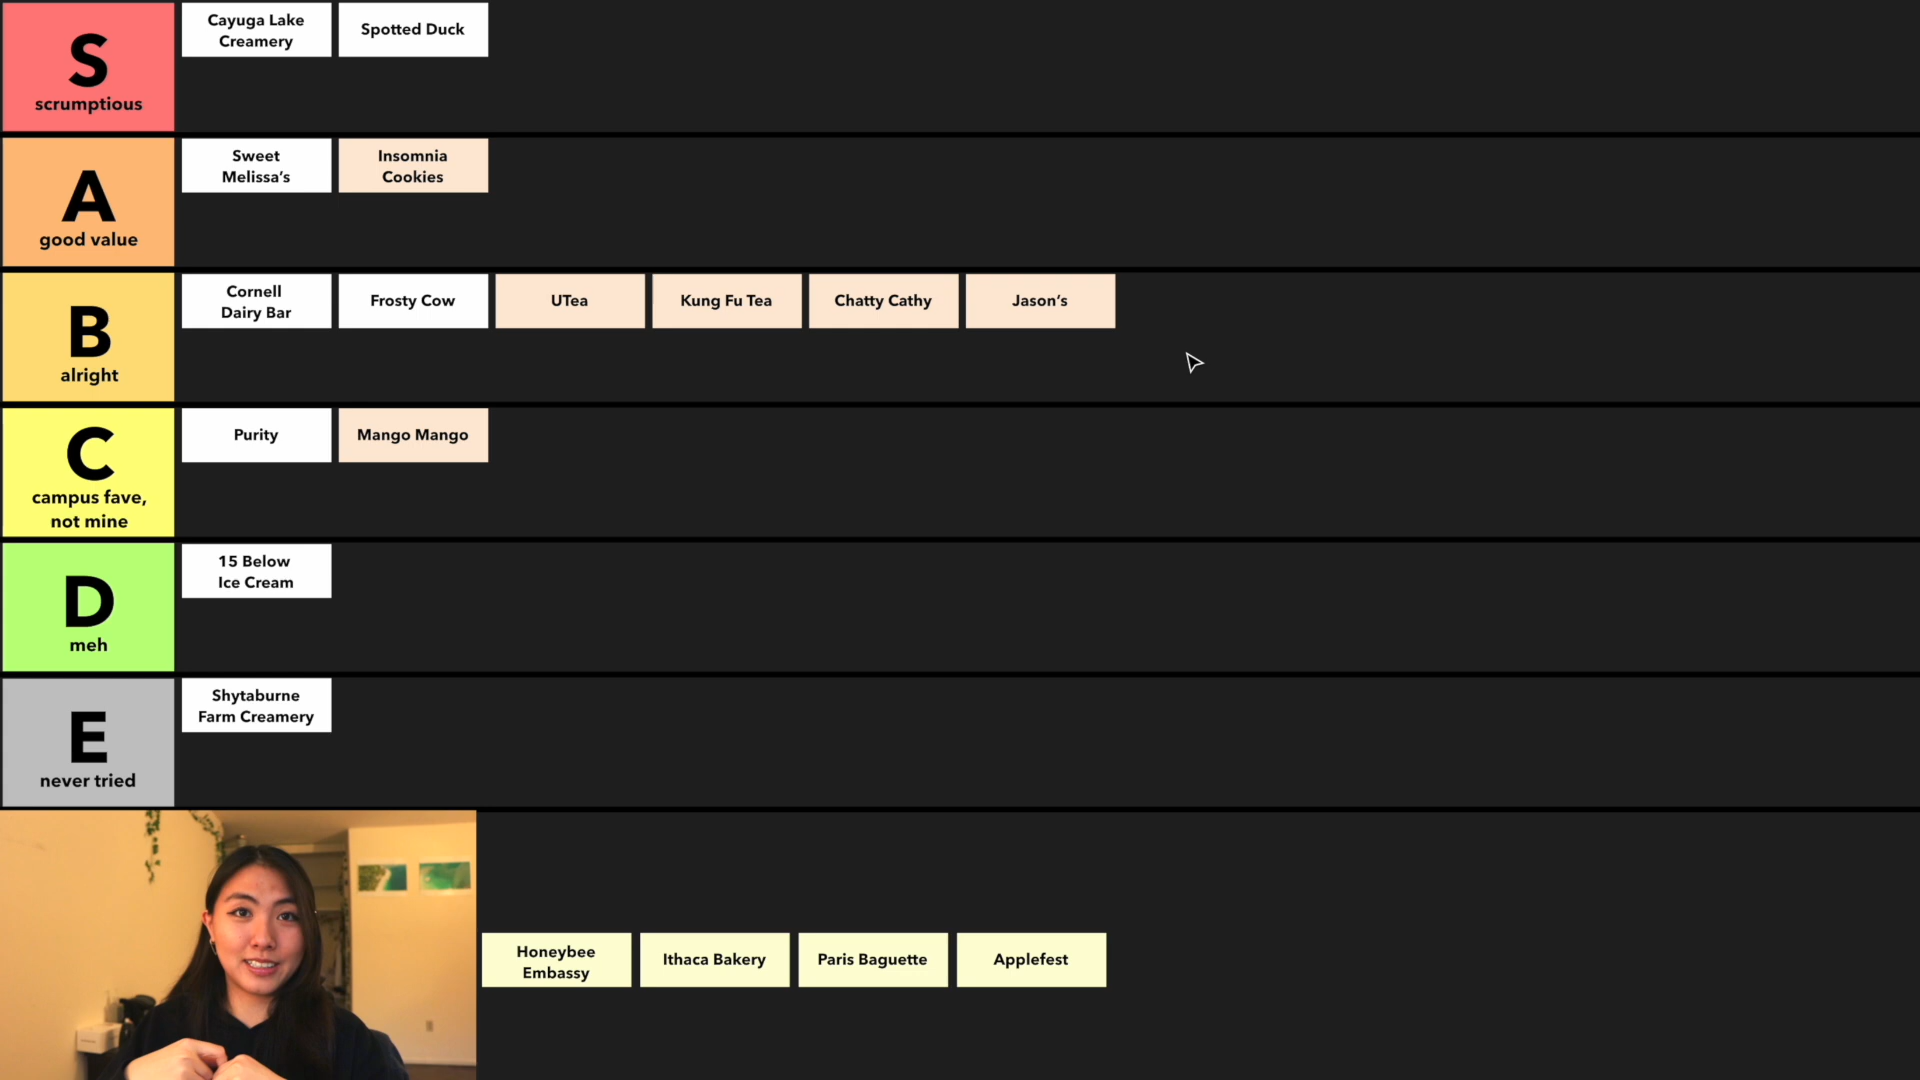 S
scrumptious
Cayuga Lake
Creamery
Spotted Duck
A
good value
Sweet
Melissa’s
Insomnia
Cookies
B
alright
Cornell
Dairy Bar
Frosty Cow
UTea
Kung Fu Tea
Chatty Cathy
Jason’s
C
campus fave,
not mine
Purity
Mango Mango
D
meh
15 Below
Ice Cream
E
never tried
Shytaburne
Farm Creamery
Honeybee
Embassy
Ithaca Bakery
Paris Baguette
Applefest